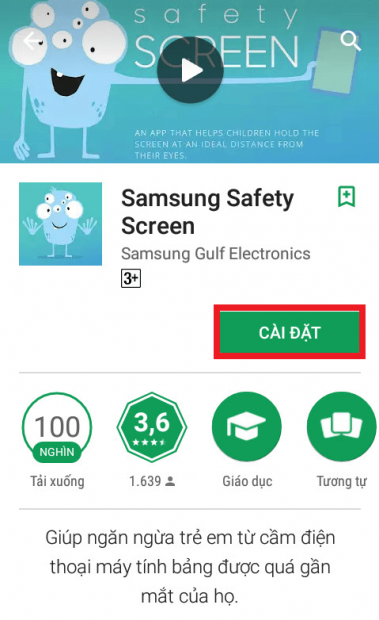 safety
SCREEN
AN APP THAT HELPS CHILDREN HOLD THE
SCREEN AT AN IDEAL DISTANCE FROM
THEIR EYES.
Samsung Safety
Screen
Samsung Gulf Electronics
3+
CÀI ĐẶT
100
NGHÌN
3,6
Tải xuống
1.639
Giáo dục
Tương tự
Giúp ngăn ngừa trẻ em từ cầm điện
thoại máy tính bảng được quá gần
mắt của họ.